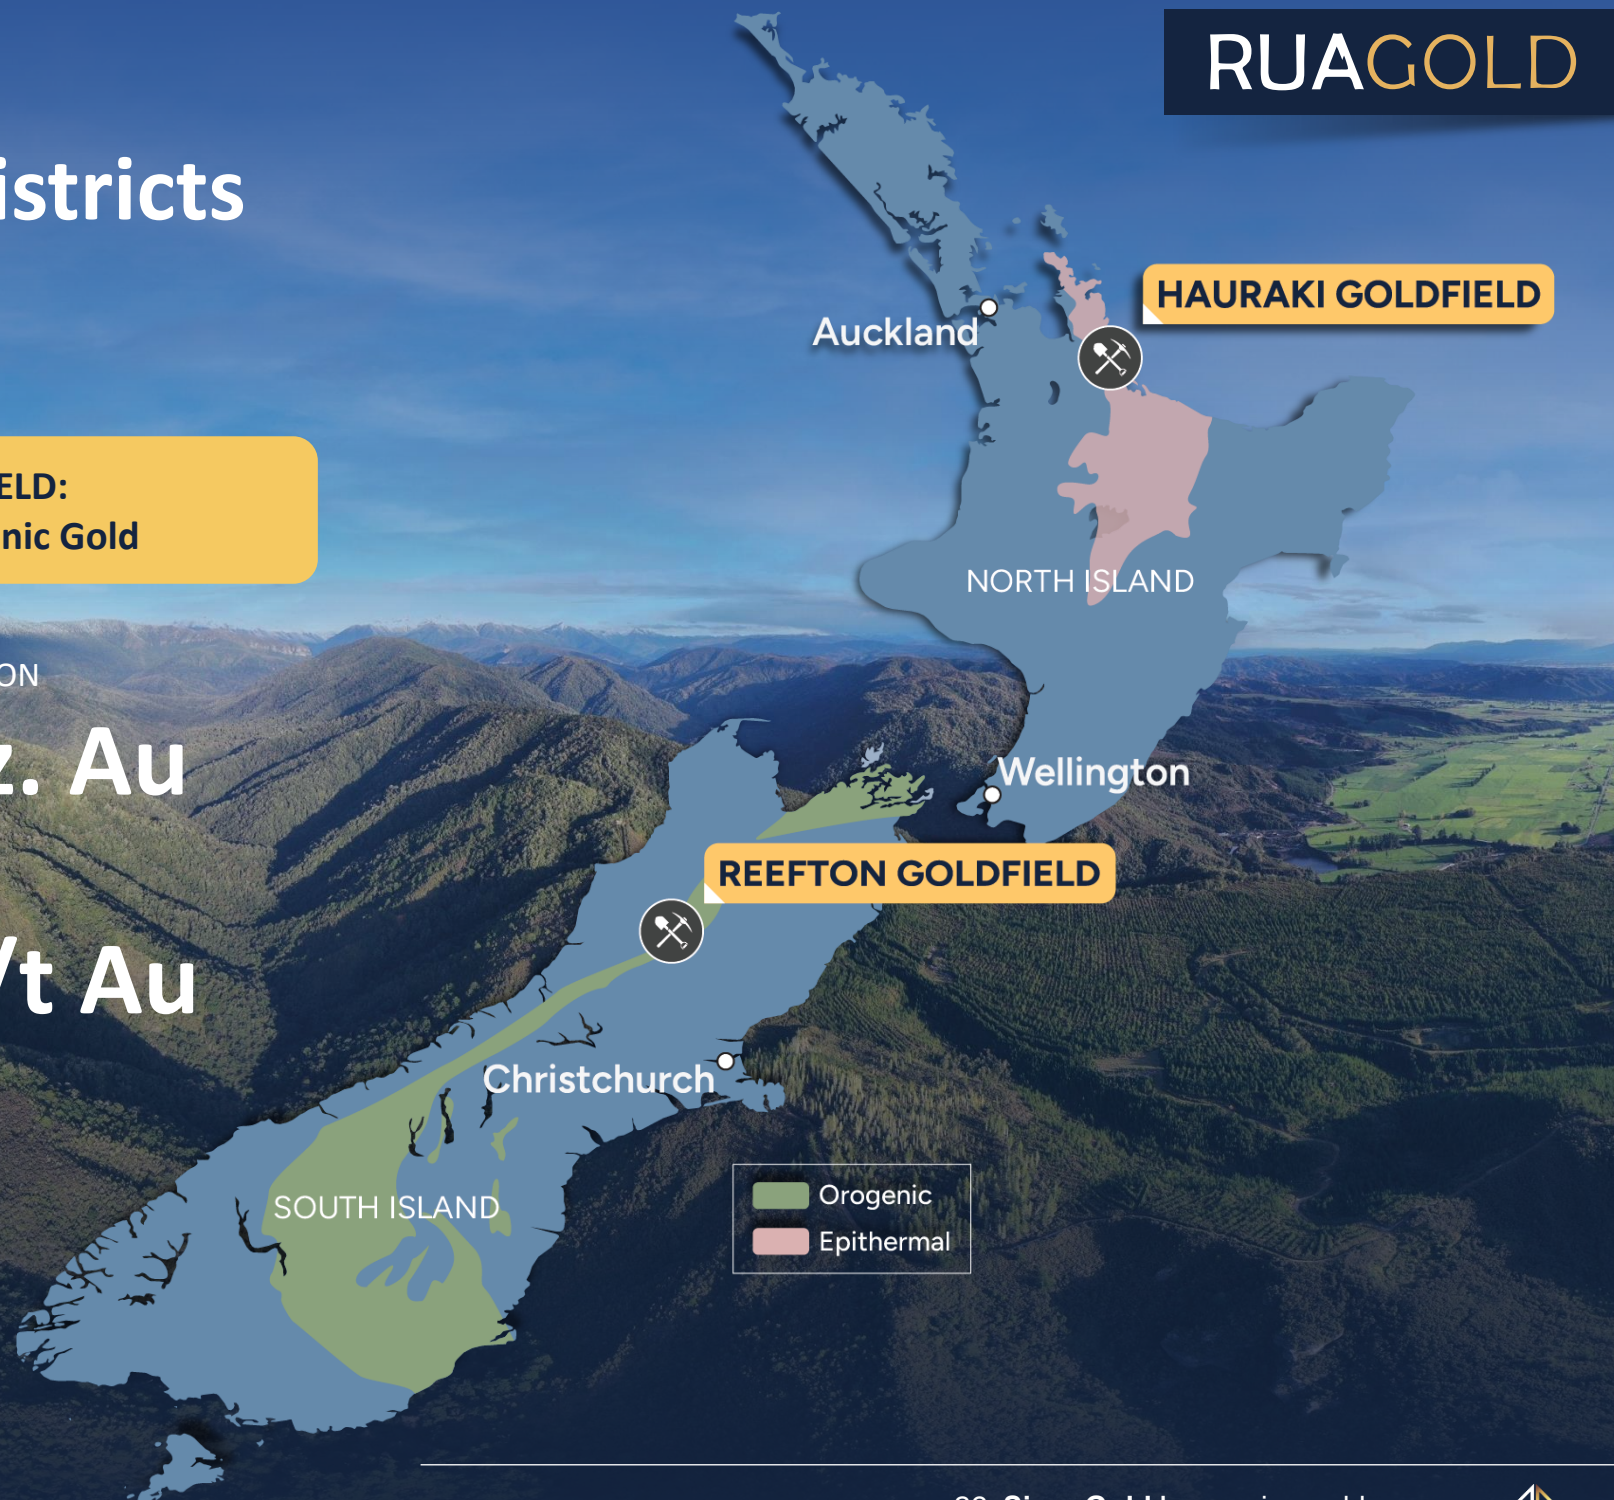 RUAGOLD
istricts
HAURAKI GOLDFIELD
Auckland
ELD:
nic Gold
NORTH ISLAND
ON
z. Au
Wellington
REEFTON GOLDFIELD
/t Au
Christchurch
Orogenic
SOUTH ISLAND
Epithermal